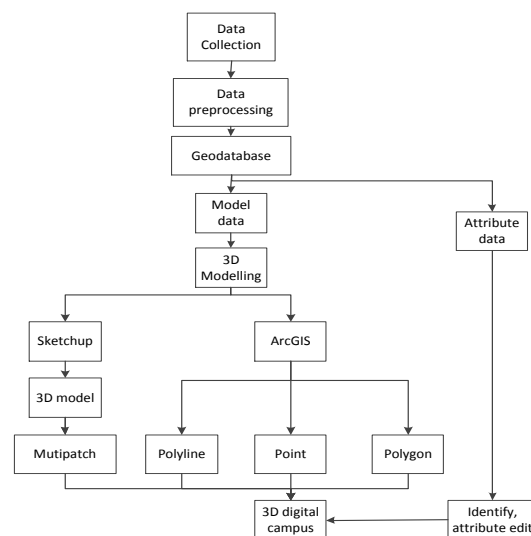 Data
Collection
Data
preprocessing
Geodatabase
Model
data
Attribute
data
3D
Modelling
Sketchup
ArcGIS
3D model
Mutipatch
Polyline
Point
Polygon
3D digital
campus
Identify,
attribute edit